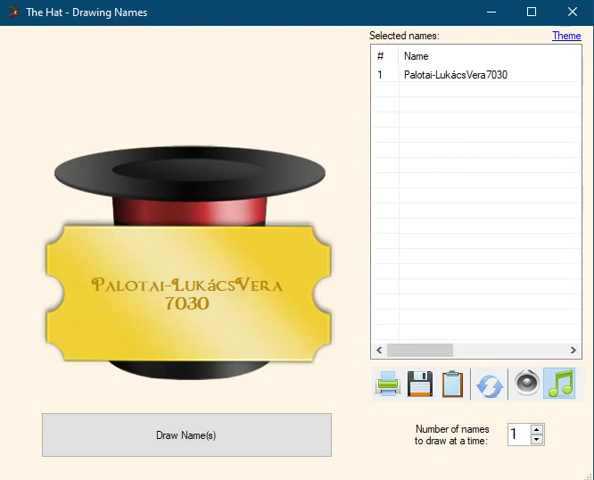 The Hat - Drawing Names
Selected names:
Theme
# Name
1 Palotai-LukácsVera7030
Palotai-LukácsVera
7030
Draw Name(s)
Number of names
to draw at a time:
1